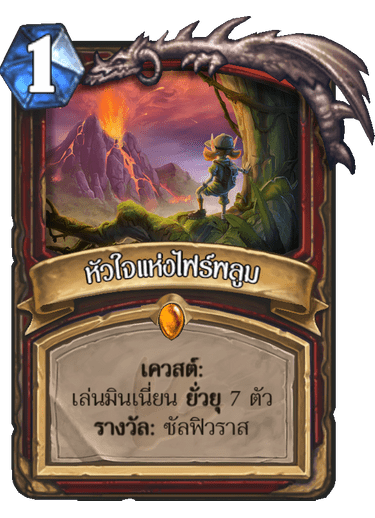 1
หัวใจแห่งไฟร์พลูม
เควสต์:
เล่นมินเนี่ยน ยั่วยุ 7 ตัว
รางวัล: ซัลฟิวราส